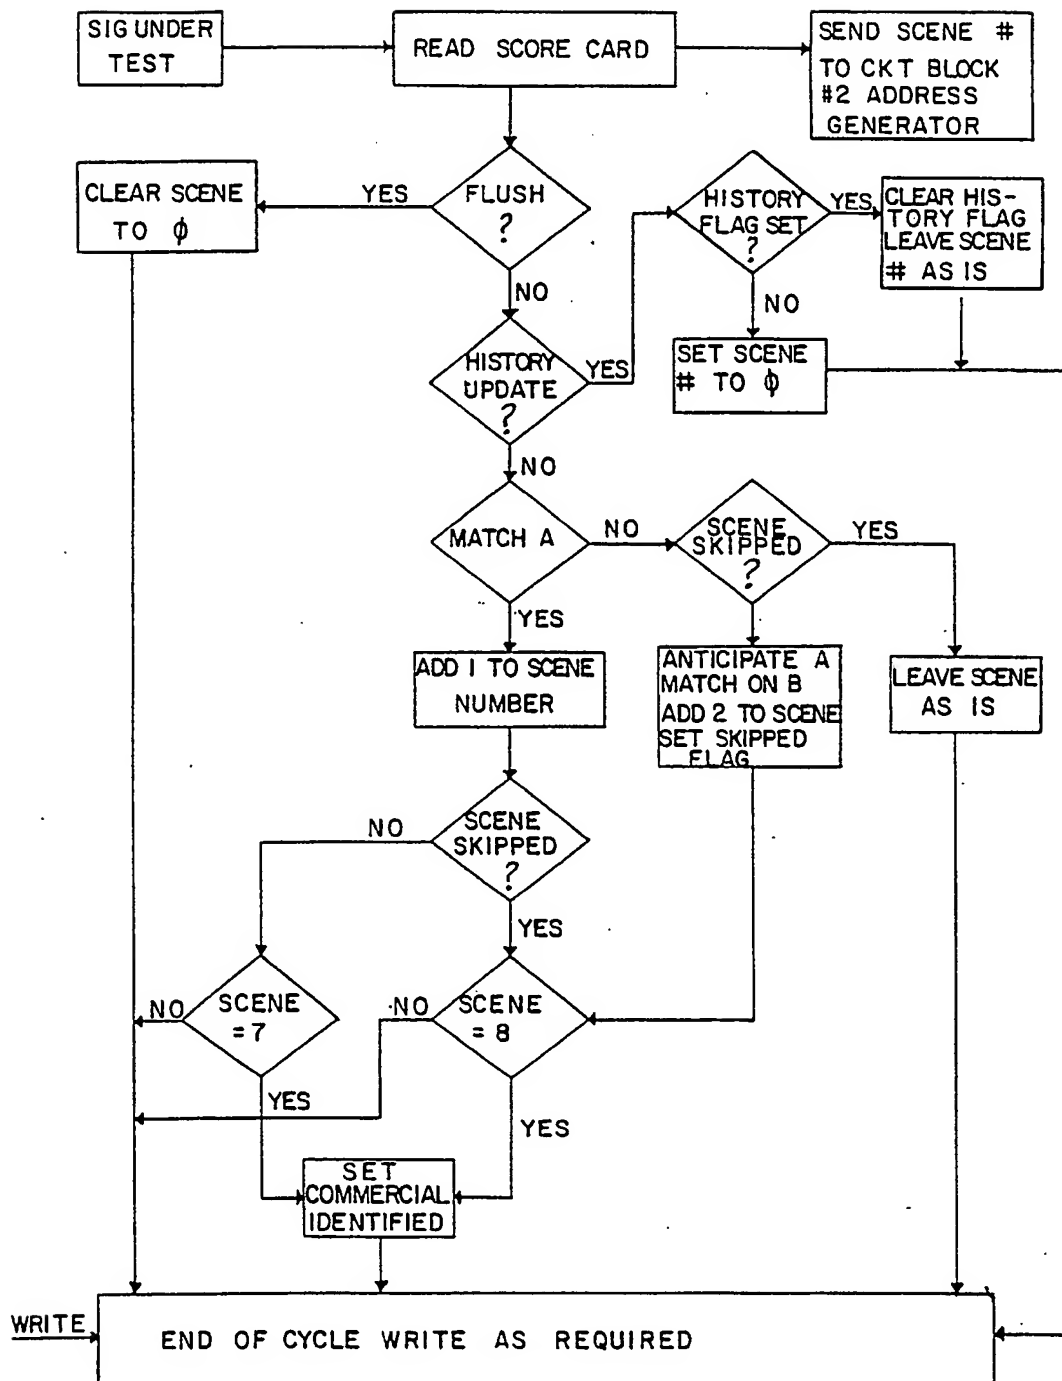 SIG UNDER
TEST
READ SCORE CARD
SEND SCENE #
TO CKT BLOCK
#2 ADDRESS
GENERATOR
CLEAR SCENE
TO ϕ
YES
FLUSH
?
NO
HISTORY
FLAG SET
?
YES
CLEAR HIS-
TORY FLAG
LEAVE SCENE
# AS IS
NO
SET SCENE
# TO ϕ
HISTORY
UPDATE
?
YES
NO
MATCH A
NO
SCENE
SKIPPED
?
YES
YES
ADD 1 TO SCENE
NUMBER
ANTICIPATE A
MATCH ON B
ADD 2 TO SCENE
SET SKIPPED
FLAG
LEAVE SCENE
AS IS
NO
SCENE
SKIPPED
?
YES
NO
SCENE
= 7
NO
SCENE
= 8
YES
YES
SET
COMMERCIAL
IDENTIFIED
WRITE
END OF CYCLE WRITE AS REQUIRED